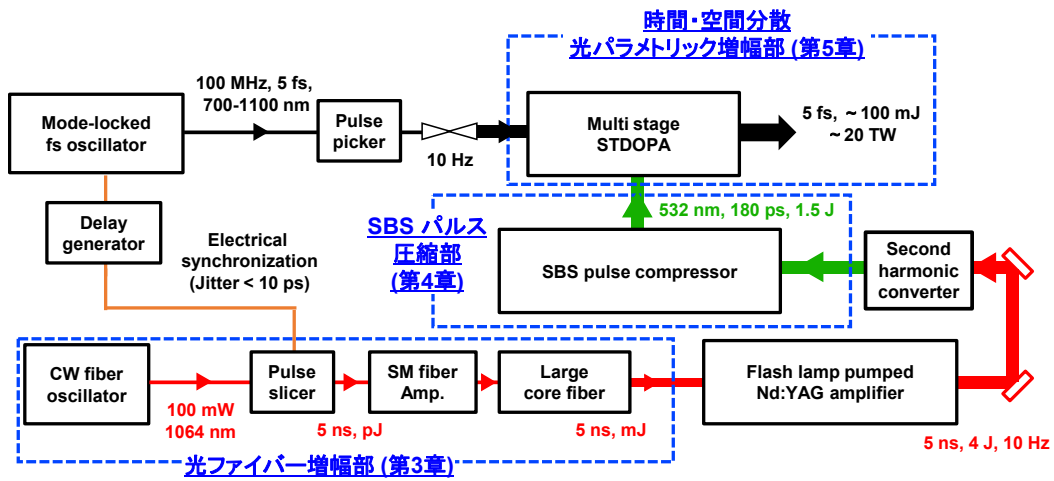 時間・空間分散
光パラメトリック増幅部 (第5章)
100 MHz, 5 fs,
700-1100 nm
Mode-locked
fs oscillator
Pulse
picker
10 Hz
Multi stage
STDOPA
5 fs, ~100 mJ
~20 TW
Delay
generator
Electrical
synchronization
(Jitter < 10 ps)
SBS パルス
圧縮部
(第4章)
532 nm, 180 ps, 1.5 J
SBS pulse compressor
Second
harmonic
converter
CW fiber
oscillator
100 mW
1064 nm
Pulse
slicer
5 ns, pJ
SM fiber
Amp.
Large
core fiber
5 ns, mJ
Flash lamp pumped
Nd:YAG amplifier
5 ns, 4 J, 10 Hz
光ファイバー増幅部 (第3章)